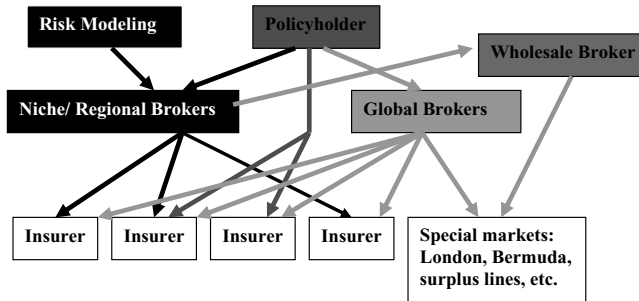 Risk Modeling
Policyholder
Wholesale Broker
Niche/ Regional Brokers
Global Brokers
Insurer
Insurer
Insurer
Insurer
Special markets:
London, Bermuda,
surplus lines, etc.